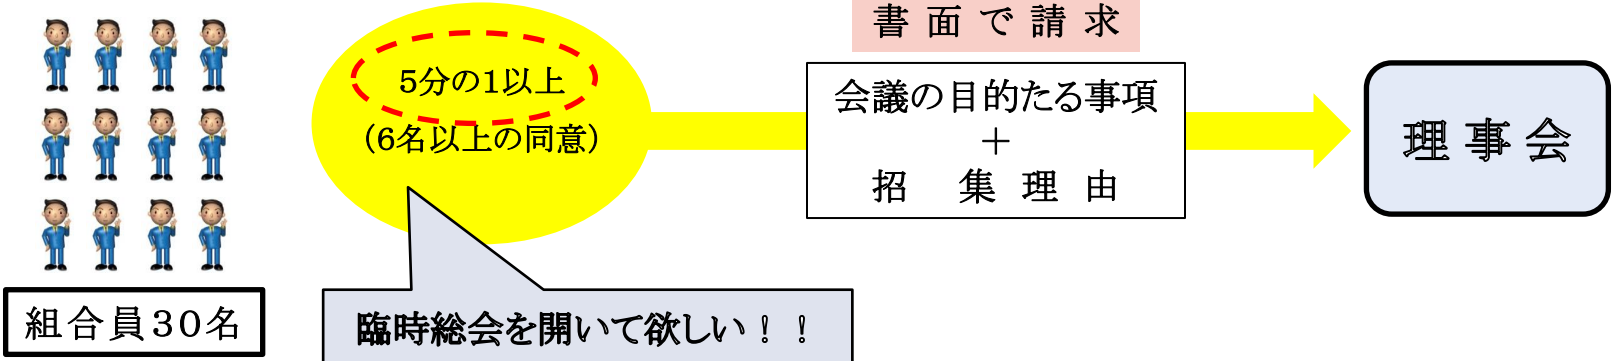 書面で請求
5分の1以上
(6名以上の同意)
会議の目的たる事項
+
招 集 理 由
理事会
組合員30名
臨時総会を開いて欲しい！！